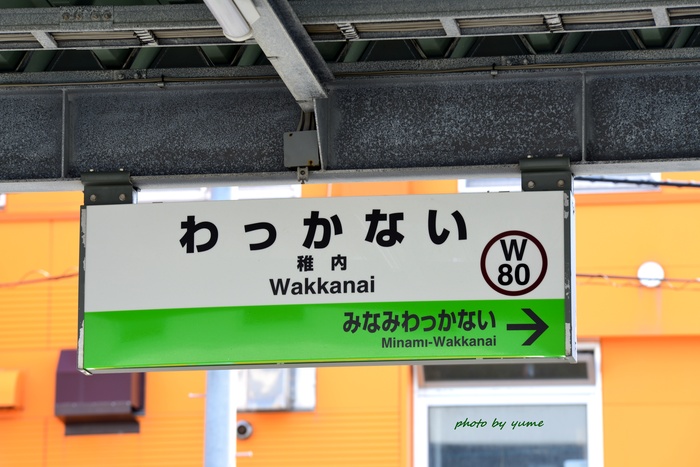 わっかない
稚内
Wakkanai
W
80
みなみわっかない
Minami-Wakkanai
photo by yume